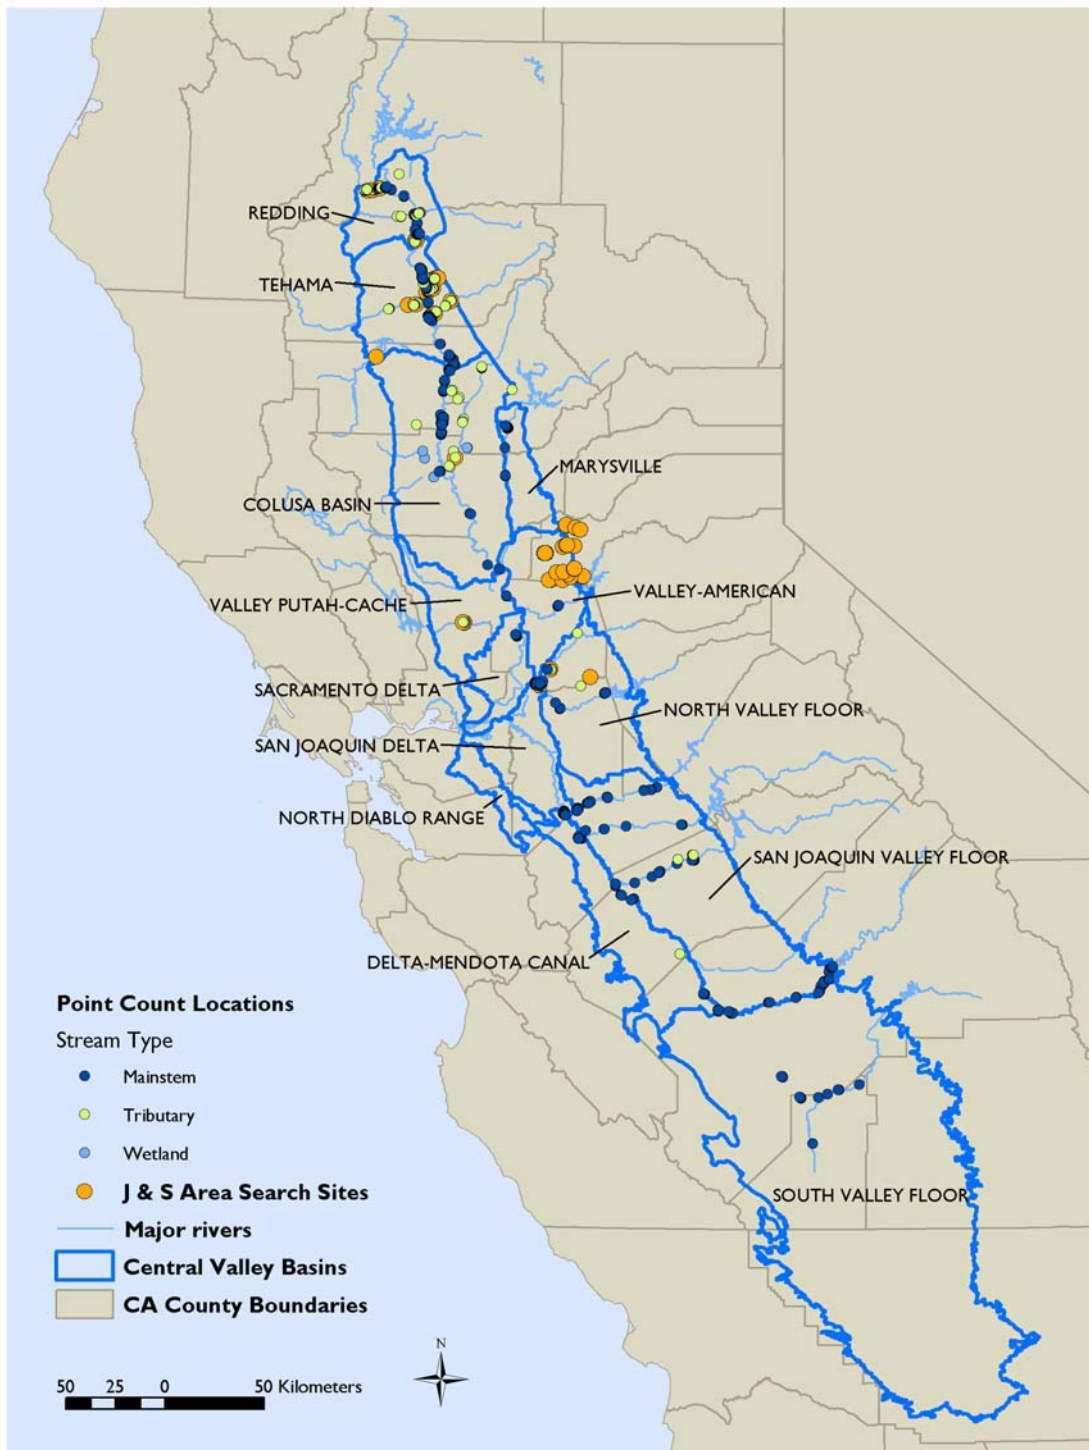 REDDING
TEHAMA
MARYSVILLE
COLUSA BASIN
VALLEY PUTAH-CACHE
VALLEY-AMERICAN
SACRAMENTO DELTA
NORTH VALLEY FLOOR
SAN JOAQUIN DELTA
NORTH DIABLO RANGE
SAN JOAQUIN VALLEY FLOOR
DELTA-MENDOTA CANAL
SOUTH VALLEY FLOOR
Point Count Locations
Stream Type
Mainstem
Tributary
Wetland
J & S Area Search Sites
Major rivers
Central Valley Basins
CA County Boundaries
N
50 25 0 50 Kilometers